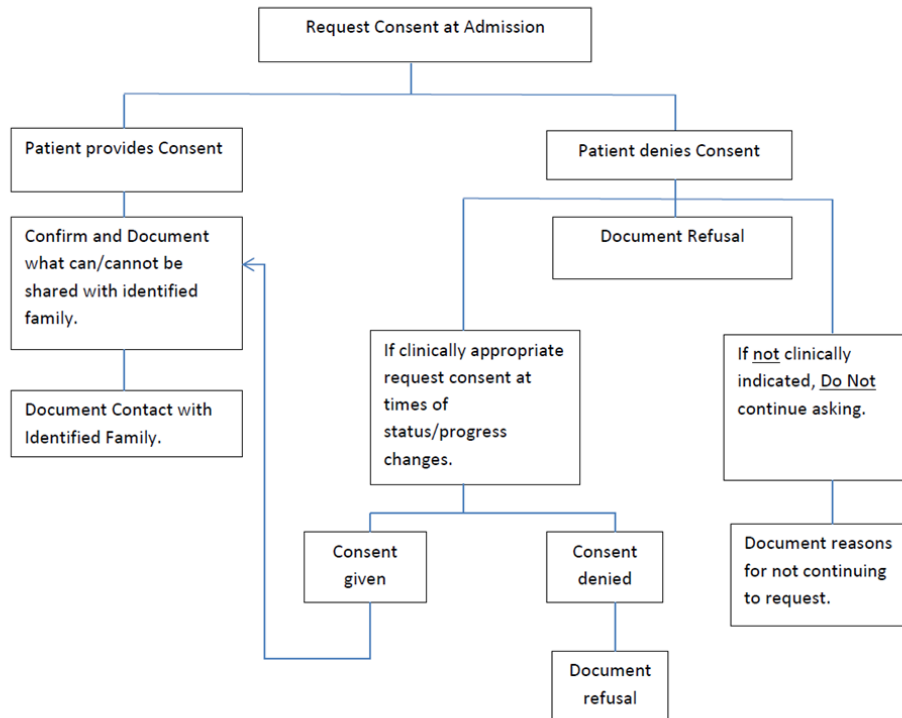 Request Consent at Admission
Patient provides Consent
Patient denies Consent
Confirm and Document
what can/cannot be
shared with identified
family.
Document Refusal
If clinically appropriate
request consent at
times of
status/progress
changes.
If not clinically
indicated, Do Not
continue asking.
Document Contact with
Identified Family.
Consent
given
Consent
denied
Document reasons
for not continuing
to request.
Document
refusal